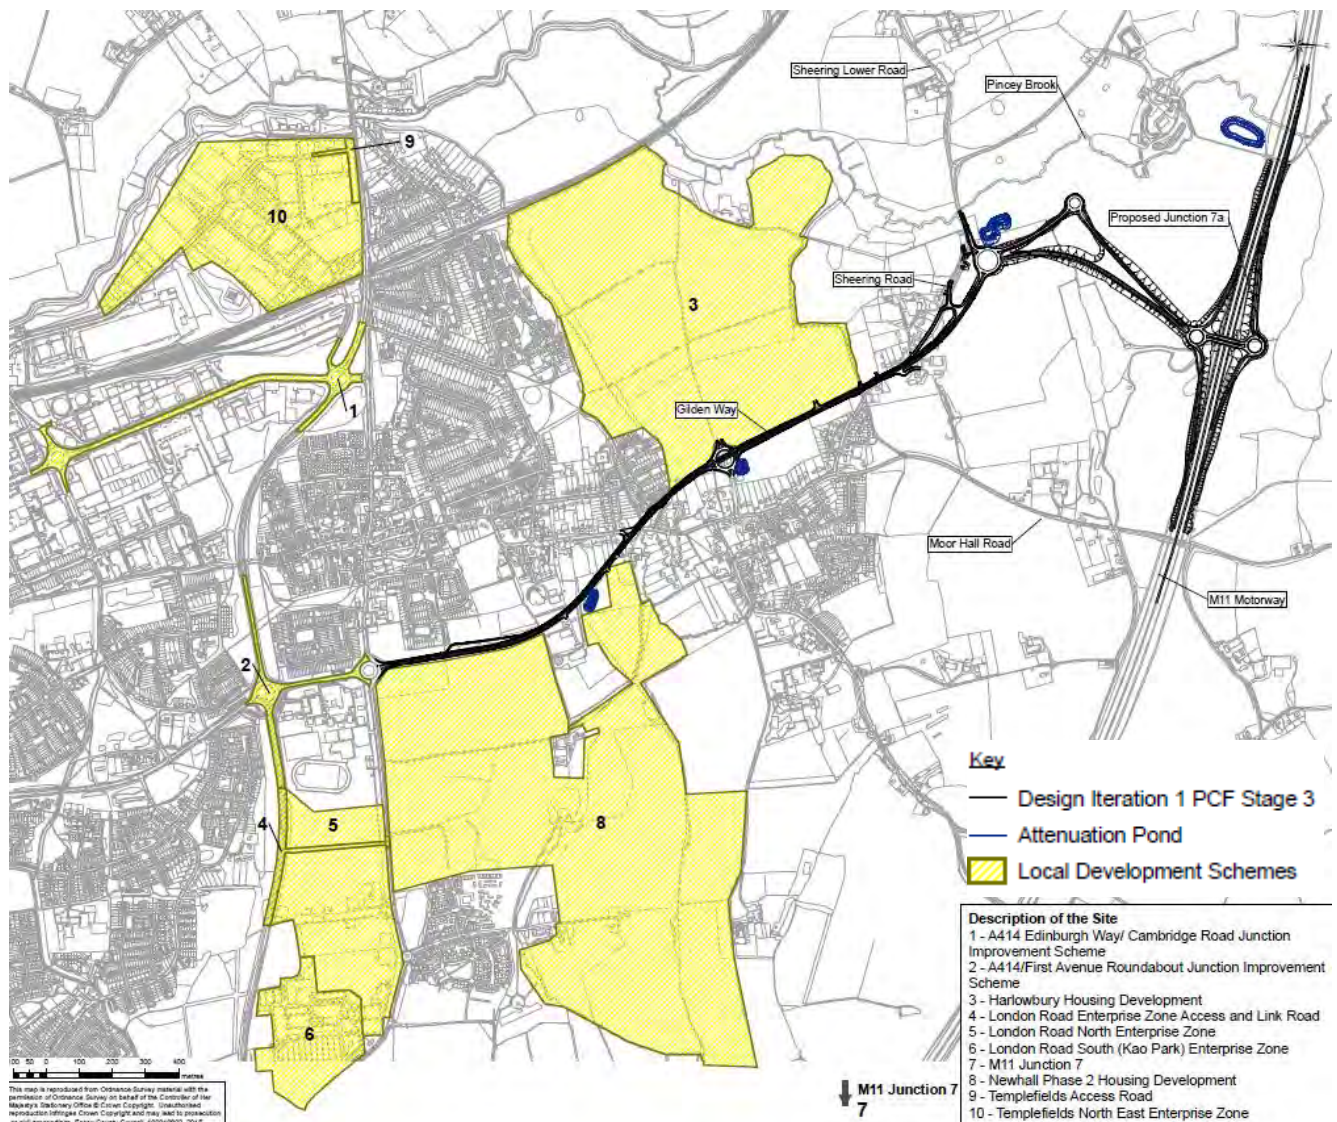 Sheering Lower Road
Pincey Brook
9
10
Proposed Junction 7a
Sheering Road
3
1
Gilden Way
Moor Hall Road
M11 Motorway
2
4
5
8
6
Key
Design Iteration 1 PCF Stage 3
Attenuation Pond
Local Development Schemes
Description of the Site
1 - A414 Edinburgh Way/ Cambridge Road Junction
Improvement Scheme
2 - A414/First Avenue Roundabout Junction Improvement
Scheme
3 - Harlowbury Housing Development
4 - London Road Enterprise Zone Access and Link Road
5 - London Road North Enterprise Zone
6 - London Road South (Kao Park) Enterprise Zone
7 - M11 Junction 7
8 - Newhall Phase 2 Housing Development
9 - Templefields Access Road
10 - Templefields North East Enterprise Zone
M11 Junction 7
7
50 0 100 200 300 400
metres
This map is reproduced from Ordnance Survey material with the
permission of Ordnance Survey on behalf of the Controller of Her
Majesty's Stationery Office © Crown Copyright. Unauthorised
reproduction infringes Crown Copyright and may lead to prosecution